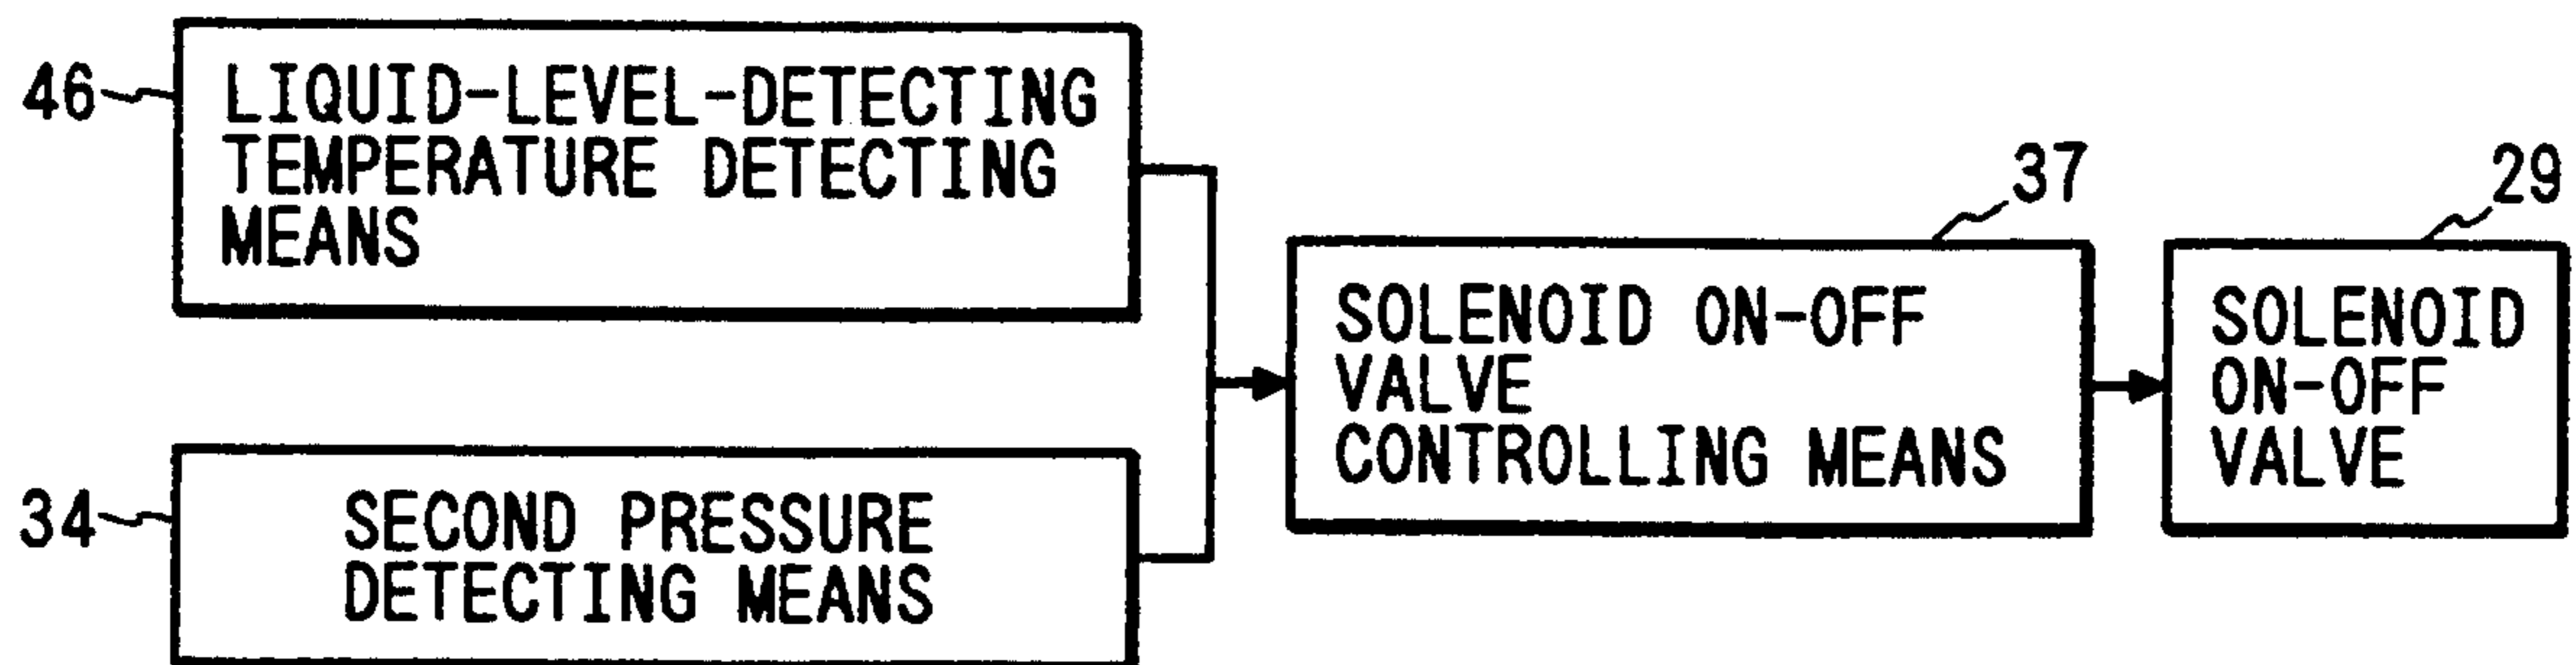 46
LIQUID-LEVEL-DETECTING
TEMPERATURE DETECTING
MEANS
34
SECOND PRESSURE
DETECTING MEANS
37
SOLENOID ON-OFF
VALVE
CONTROLLING MEANS
29
SOLENOID
ON-OFF
VALVE